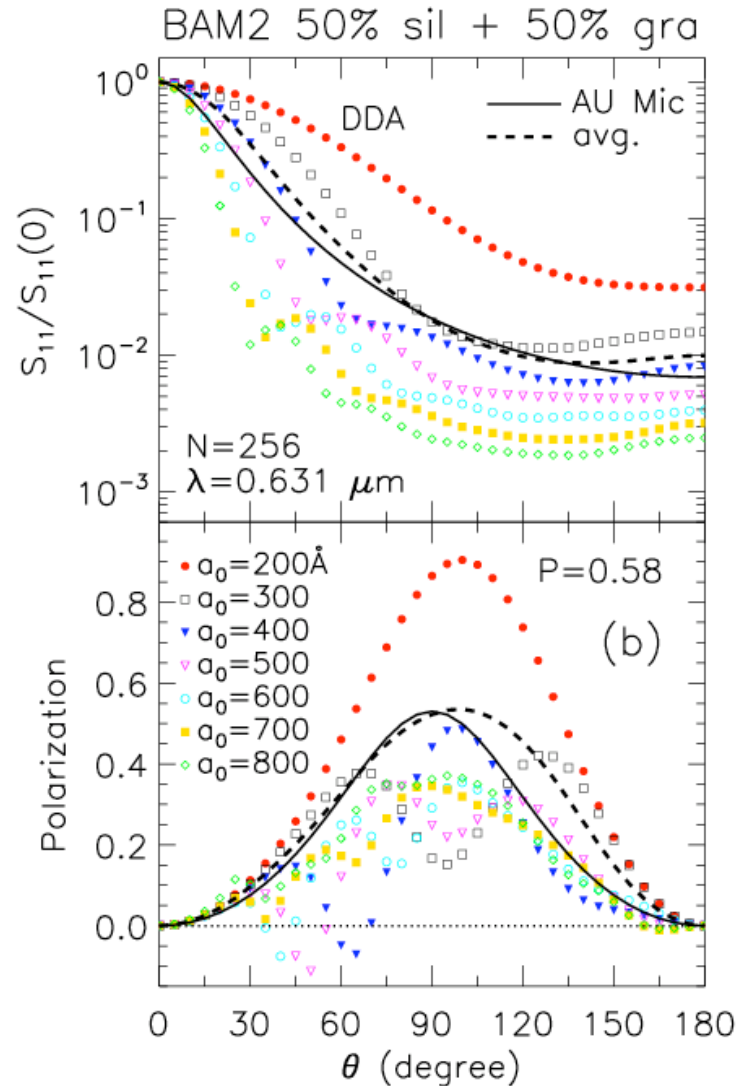 BAM2 50% sil + 50% gra
DDA
AU Mic
avg.
10⁰
10⁻¹
10⁻²
10⁻³
S₁₁/S₁₁(0)
N=256
λ=0.631 μm
a₀=200Å
a₀=300
a₀=400
a₀=500
a₀=600
a₀=700
a₀=800
P=0.58
(b)
0.8
0.6
0.4
0.2
0.0
Polarization
0 30 60 90 120 150 180
θ (degree)